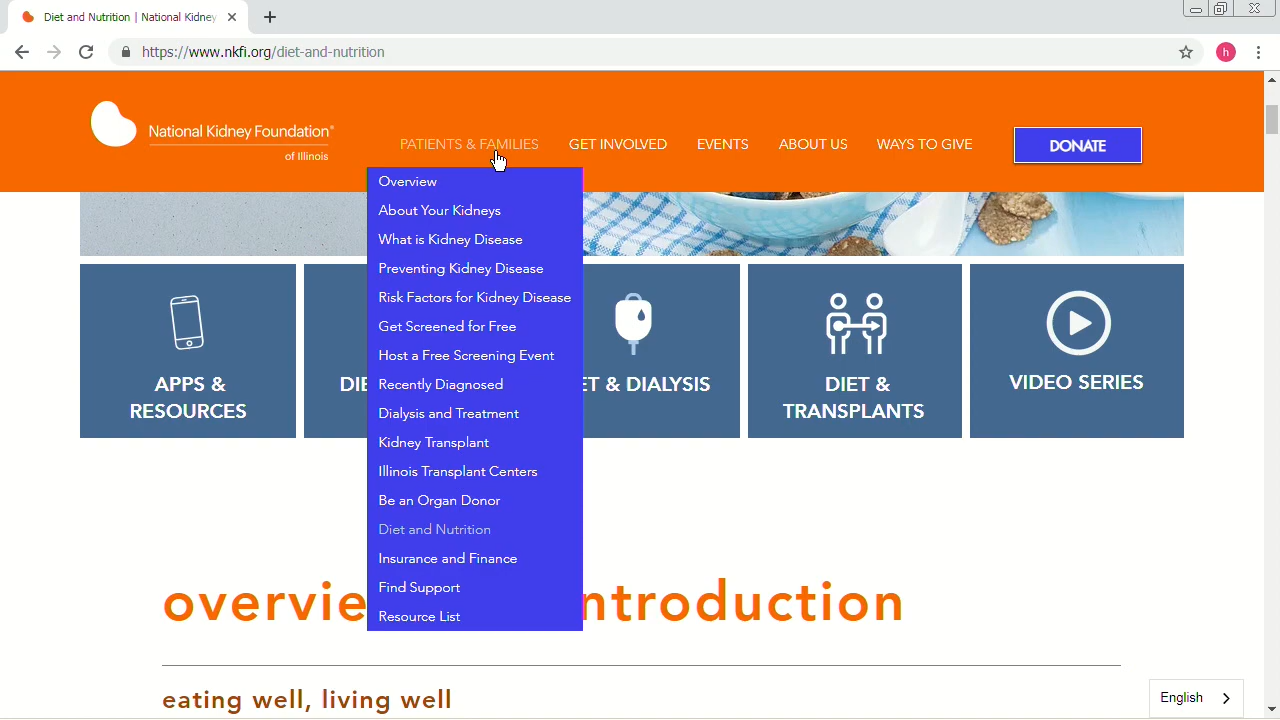 Diet and Nutrition | National Kidney
https://www.nkfi.org/diet-and-nutrition
h
National Kidney Foundation®
of Illinois
PATIENTS & FAMILIES
GET INVOLVED
EVENTS
ABOUT US
WAYS TO GIVE
DONATE
Overview
About Your Kidneys
What is Kidney Disease
Preventing Kidney Disease
Risk Factors for Kidney Disease
Get Screened for Free
Host a Free Screening Event
Recently Diagnosed
Dialysis and Treatment
Kidney Transplant
Illinois Transplant Centers
Be an Organ Donor
Diet and Nutrition
Insurance and Finance
Find Support
Resource List
APPS &
RESOURCES
& DIALYSIS
DIET &
TRANSPLANTS
VIDEO SERIES
eating well, living well
English